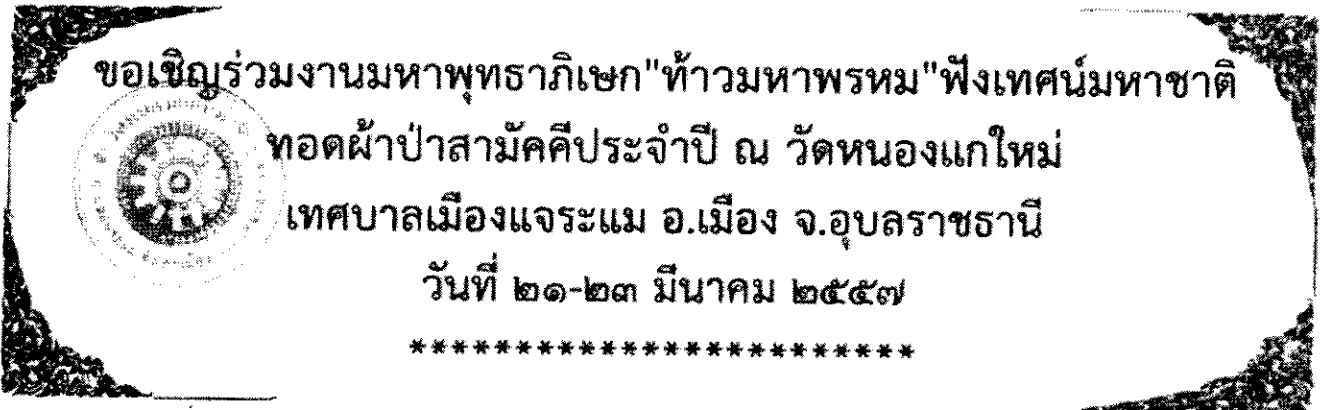 ขอเชิญร่วมงานมหาพุทธาภิเษก"ท้าวมหาพรหม"ฟังเทศน์มหาชาติ
ทอดผ้าป่าสามัคคีประจำปี ณ วัดหนองแกใหม่
เทศบาลเมืองแจระแม อ.เมือง จ.อุบลราชธานี
วันที่ ๒๑-๒๓ มีนาคม ๒๕๕๗
************************